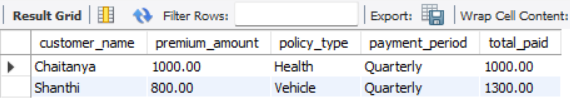 Result Grid Filter Rows: Export: Wrap Cell Content:
customer_name premium_amount policy_type payment_period total_paid
Chaitanya 1000.00 Health Quarterly 1000.00
Shanthi 800.00 Vehicle Quarterly 1300.00